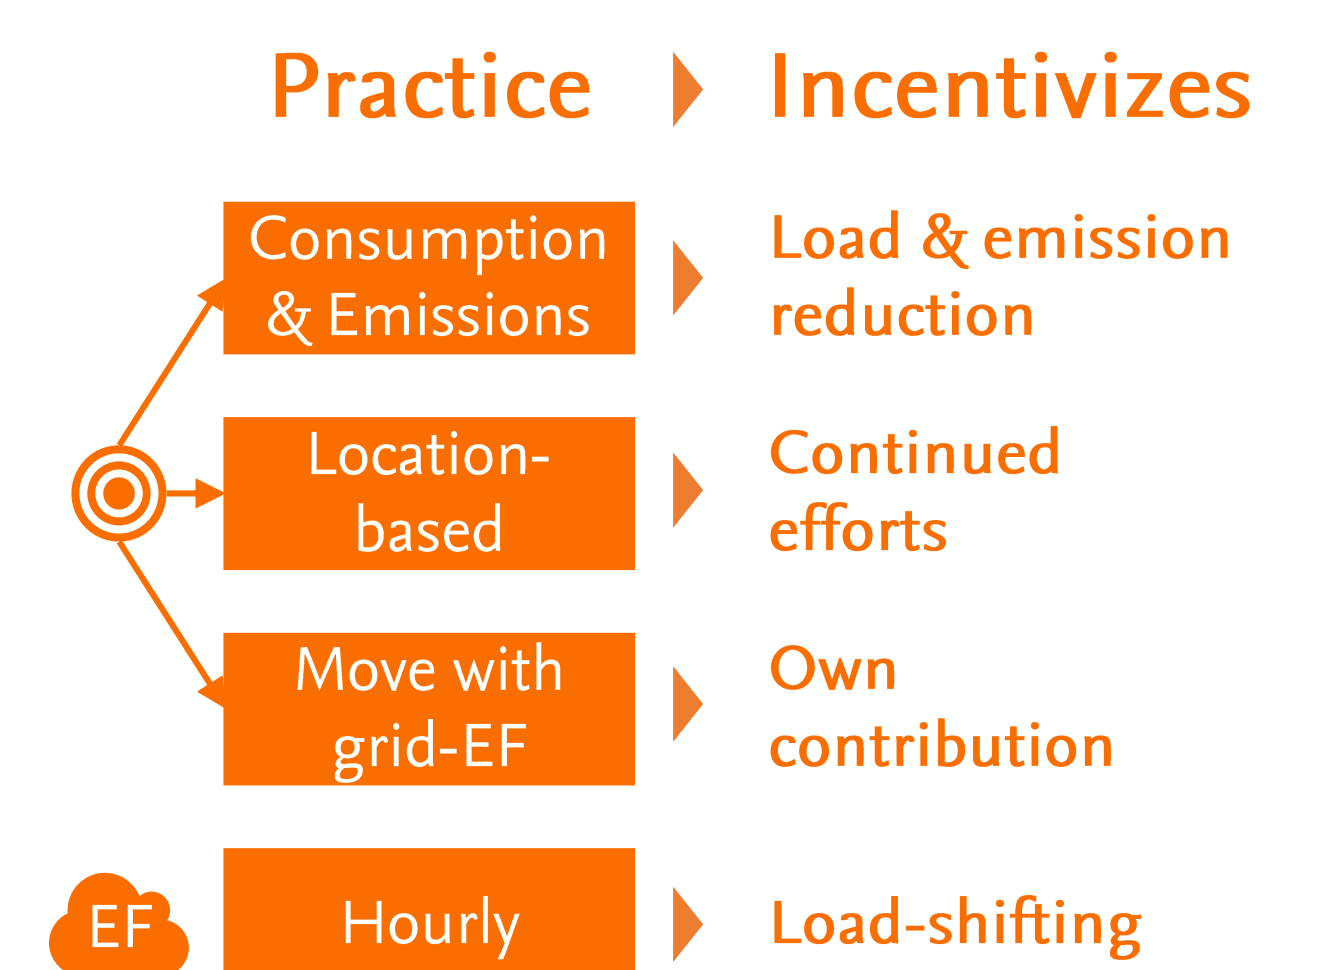 Practice
Incentivizes
Consumption
& Emissions
Load & emission
reduction
Location-
based
Continued
efforts
Move with
grid-EF
Own
contribution
EF
Hourly
Load-shifting